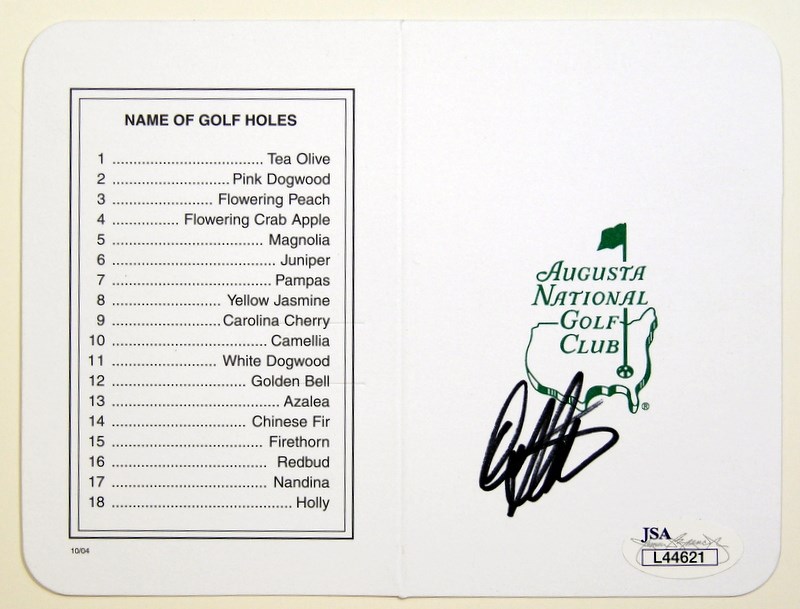 NAME OF GOLF HOLES
1 .................................... Tea Olive
2 ............................ Pink Dogwood
3 ........................ Flowering Peach
4 ................ Flowering Crab Apple
5 .................................... Magnolia
6 ....................................... Juniper
7 ...................................... Pampas
8 .......................... Yellow Jasmine
9 .......................... Carolina Cherry
10 ...................................... Camellia
11 .......................... White Dogwood
12 ................................ Golden Bell
13 ......................................... Azalea
14 ................................ Chinese Fir
15 .................................... Firethorn
16 ..................................... Redbud
17 ...................................... Nandina
18 ........................................... Holly
10/04
AUGUSTA
NATIONAL
GOLF
CLUB
®
JSA
L44621